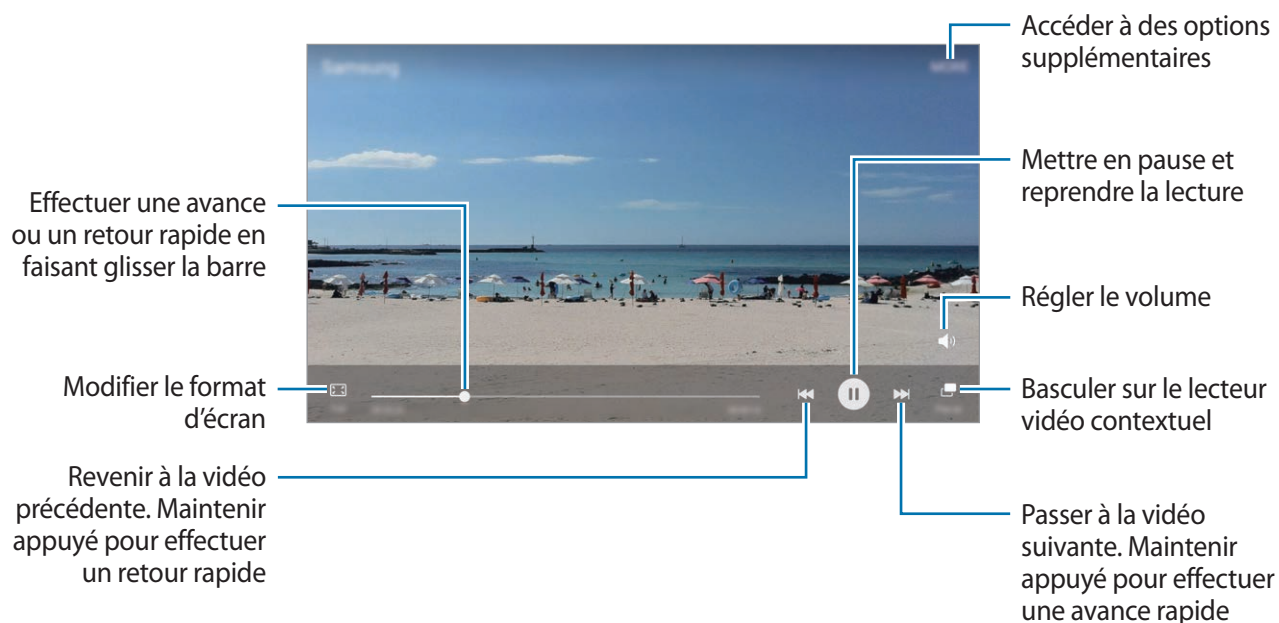 Accéder à des options
supplémentaires
Mettre en pause et
reprendre la lecture
Effectuer une avance
ou un retour rapide en
faisant glisser la barre
Régler le volume
Modifier le format
d'écran
Basculer sur le lecteur
vidéo contextuel
Revenir à la vidéo
précédente. Maintenir
appuyé pour effectuer
un retour rapide
Passer à la vidéo
suivante. Maintenir
appuyé pour effectuer
une avance rapide